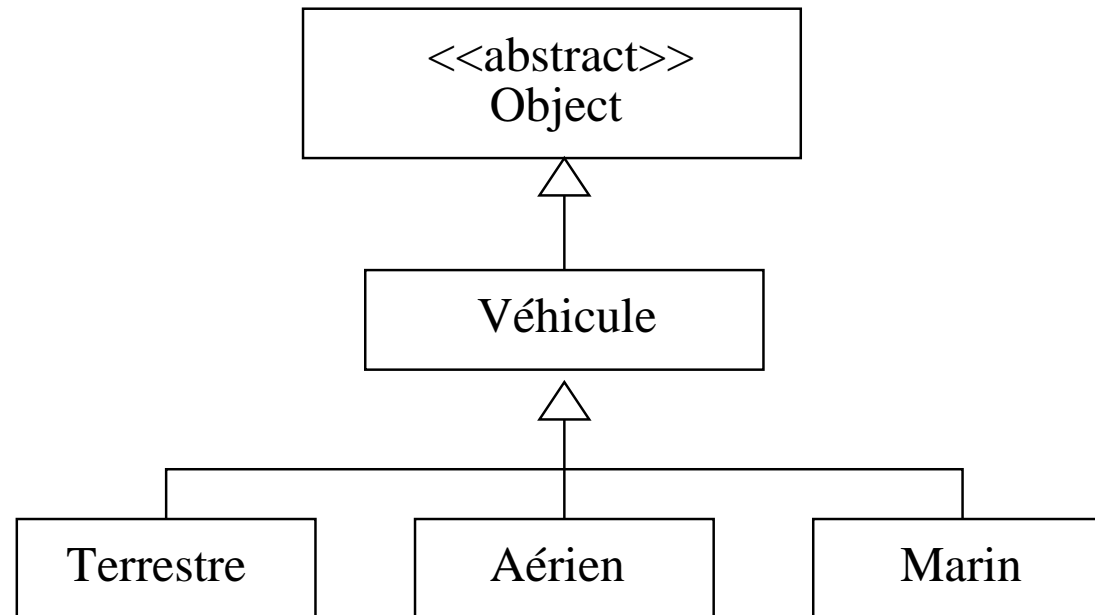 <<abstract>>
Object
Véhicule
Terrestre
Aérien
Marin